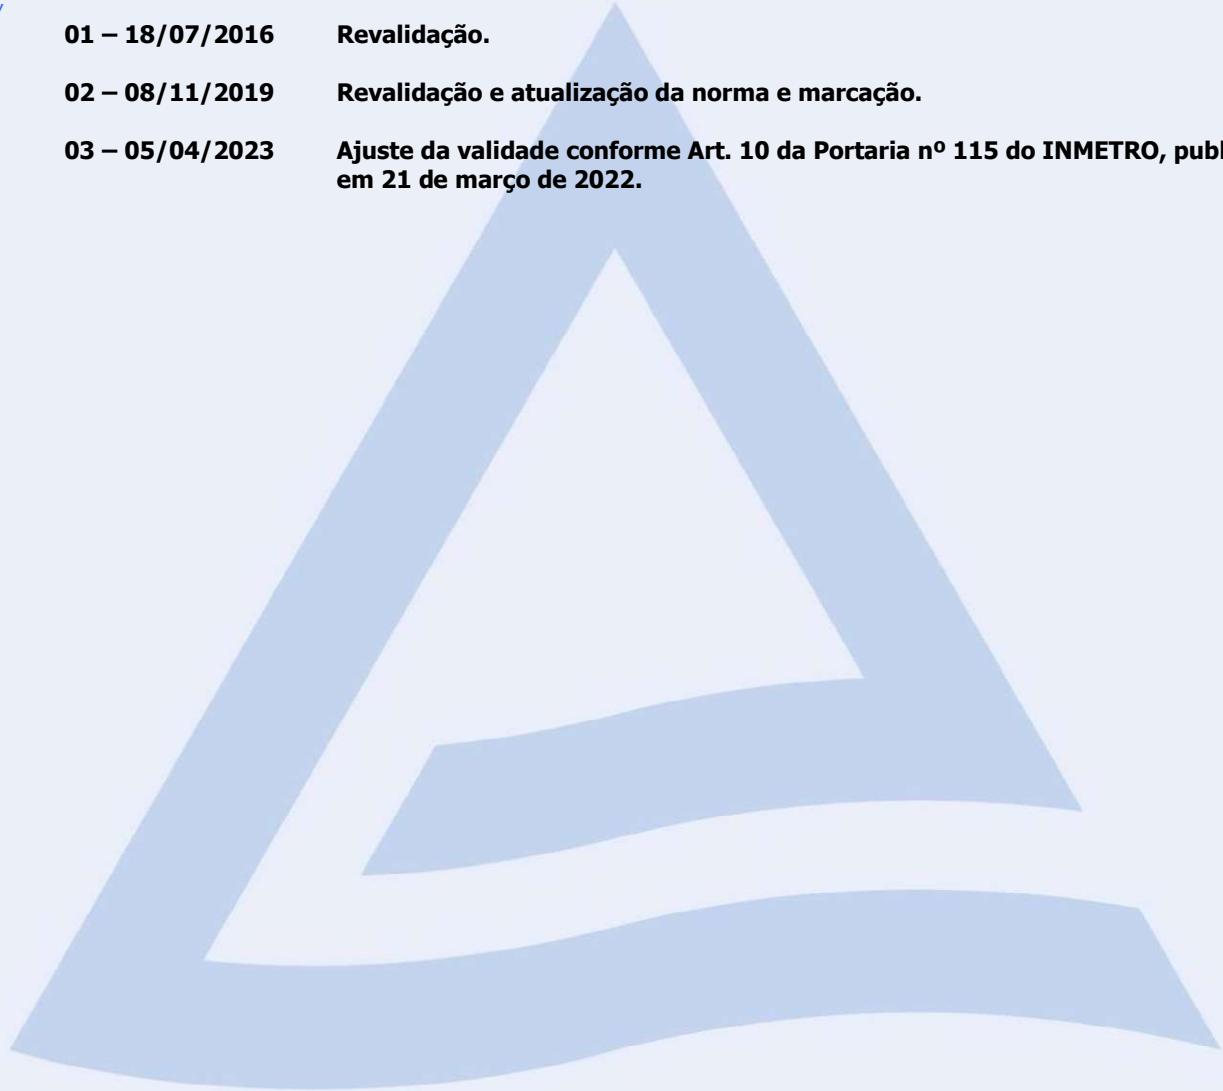 01 – 18/07/2016 Revalidação.
02 – 08/11/2019 Revalidação e atualização da norma e marcação.
03 – 05/04/2023 Ajuste da validade conforme Art. 10 da Portaria nº 115 do INMETRO,
em 21 de março de 2022.